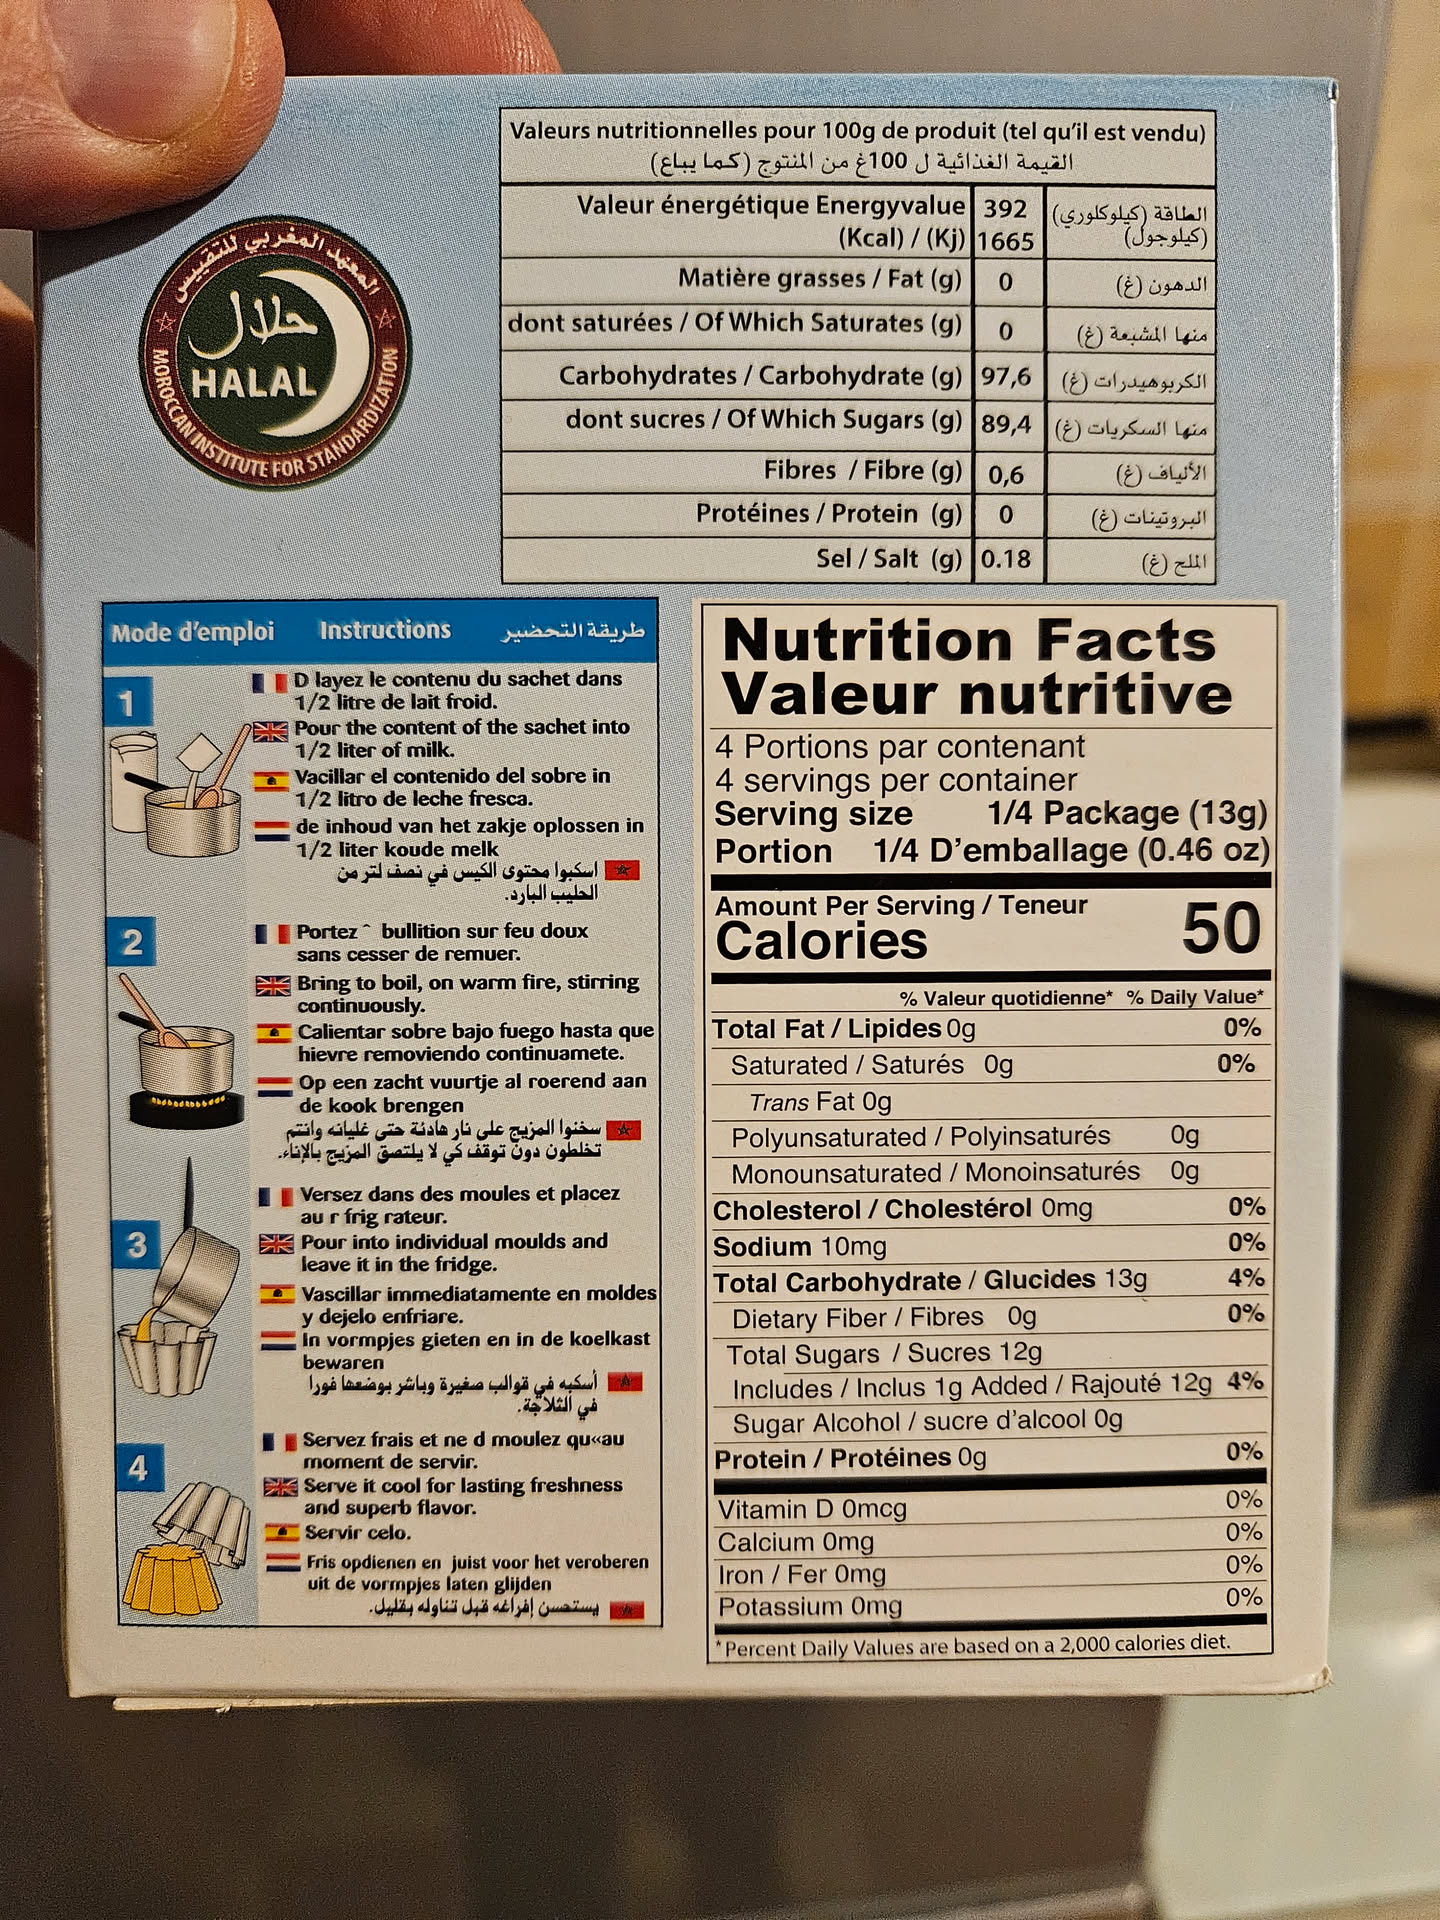 Valeurs nutritionnelles pour 100g de produit (tel qu'il est vendu)
القيمة الغذائية ل 100غ من المنتوج (كما يباع)
Valeur énergétique Energyvalue 392 الطاقة (كيلوكلوري)
(Kcal) / (Kj) 1665 (كيلوجول)
Matière grasses / Fat (g) 0 الدهون (غ)
dont saturées / Of Which Saturates (g) 0 منها المشبعة (غ)
Carbohydrates / Carbohydrate (g) 97,6 الكربوهيدرات (غ)
dont sucres / Of Which Sugars (g) 89,4 منها السكريات (غ)
Fibres / Fibre (g) 0,6 الألياف (غ)
Protéines / Protein (g) 0 البروتينات (غ)
Sel / Salt (g) 0.18 الملح (غ)
المعهد المغربي للتقييس
حلال
HALAL
MOROCCAN INSTITUTE FOR STANDARDIZATION
Mode d'emploi Instructions طريقة التحضير
1
D layez le contenu du sachet dans
1/2 litre de lait froid.
Pour the content of the sachet into
1/2 liter of milk.
Vacillar el contenido del sobre in
1/2 litro de leche fresca.
de inhoud van het zakje oplossen in
1/2 liter koude melk
اسكبوا محتوى الكيس في نصف لتر من
الحليب البارد.
2
Portez ˆ bullition sur feu doux
sans cesser de remuer.
Bring to boil, on warm fire, stirring
continuously.
Calientar sobre bajo fuego hasta que
hievre removiendo continuamete.
Op een zacht vuurtje al roerend aan
de kook brengen
سخنوا المزيج على نار هادئة حتى غليانه وانتم
تخلطون دون توقف كي لا يلتصق المزيج بالإناء.
3
Versez dans des moules et placez
au r frig rateur.
Pour into individual moulds and
leave it in the fridge.
Vascillar immediatamente en moldes
y dejelo enfriare.
In vormpjes gieten en in de koelkast
bewaren
أسكبه في قوالب صغيرة وباشر بوضعها فورا
في الثلاجة.
4
Servez frais et ne d moulez qu«au
moment de servir.
Serve it cool for lasting freshness
and superb flavor.
Servir celo.
Fris opdienen en juist voor het veroberen
uit de vormpjes laten glijden
يستحسن إفراغه قبل تناوله بقليل.
Nutrition Facts
Valeur nutritive
4 Portions par contenant
4 servings per container
Serving size 1/4 Package (13g)
Portion 1/4 D'emballage (0.46 oz)
Amount Per Serving / Teneur
Calories 50
% Valeur quotidienne* % Daily Value*
Total Fat / Lipides 0g 0%
Saturated / Saturés 0g 0%
Trans Fat 0g
Polyunsaturated / Polyinsaturés 0g
Monounsaturated / Monoinsaturés 0g
Cholesterol / Cholestérol 0mg 0%
Sodium 10mg 0%
Total Carbohydrate / Glucides 13g 4%
Dietary Fiber / Fibres 0g 0%
Total Sugars / Sucres 12g
Includes / Inclus 1g Added / Rajouté 12g 4%
Sugar Alcohol / sucre d'alcool 0g
Protein / Protéines 0g 0%
Vitamin D 0mcg 0%
Calcium 0mg 0%
Iron / Fer 0mg 0%
Potassium 0mg 0%
*Percent Daily Values are based on a 2,000 calories diet.